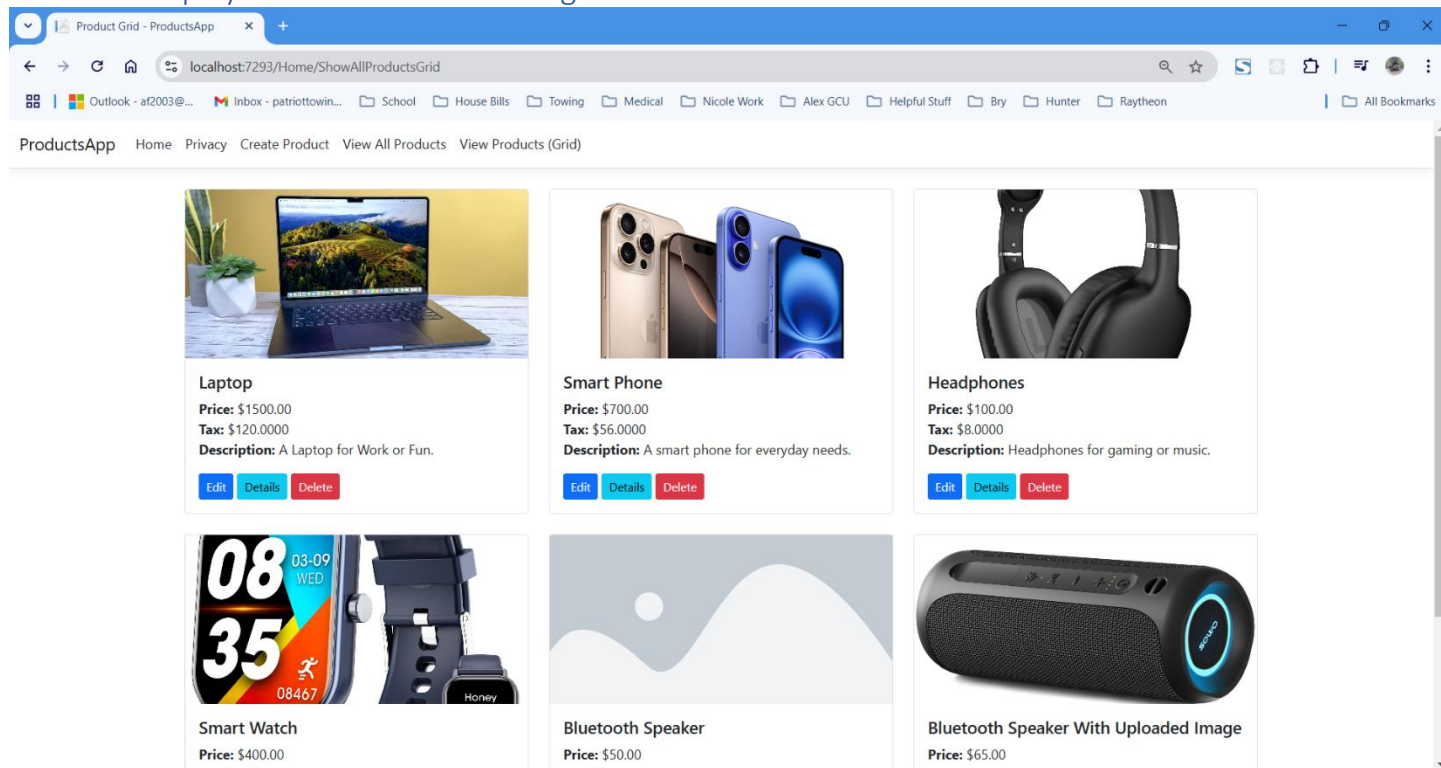 Product Grid - ProductsApp
localhost:7293/Home/ShowAllProductsGrid
Outlook - af2003@... Inbox - patriottowin... School House Bills Towing Medical Nicole Work Alex GCU Helpful Stuff Bry Hunter Raytheon All Bookmarks
ProductsApp Home Privacy Create Product View All Products View Products (Grid)
Laptop
Price: $1500.00
Tax: $120.0000
Description: A Laptop for Work or Fun.
Edit Details Delete
Smart Phone
Price: $700.00
Tax: $56.0000
Description: A smart phone for everyday needs.
Edit Details Delete
Headphones
Price: $100.00
Tax: $8.0000
Description: Headphones for gaming or music.
Edit Details Delete
08 03-09
WED
35
08467
Honey
Smart Watch
Price: $400.00
Bluetooth Speaker
Price: $50.00
SOWO
Bluetooth Speaker With Uploaded Image
Price: $65.00